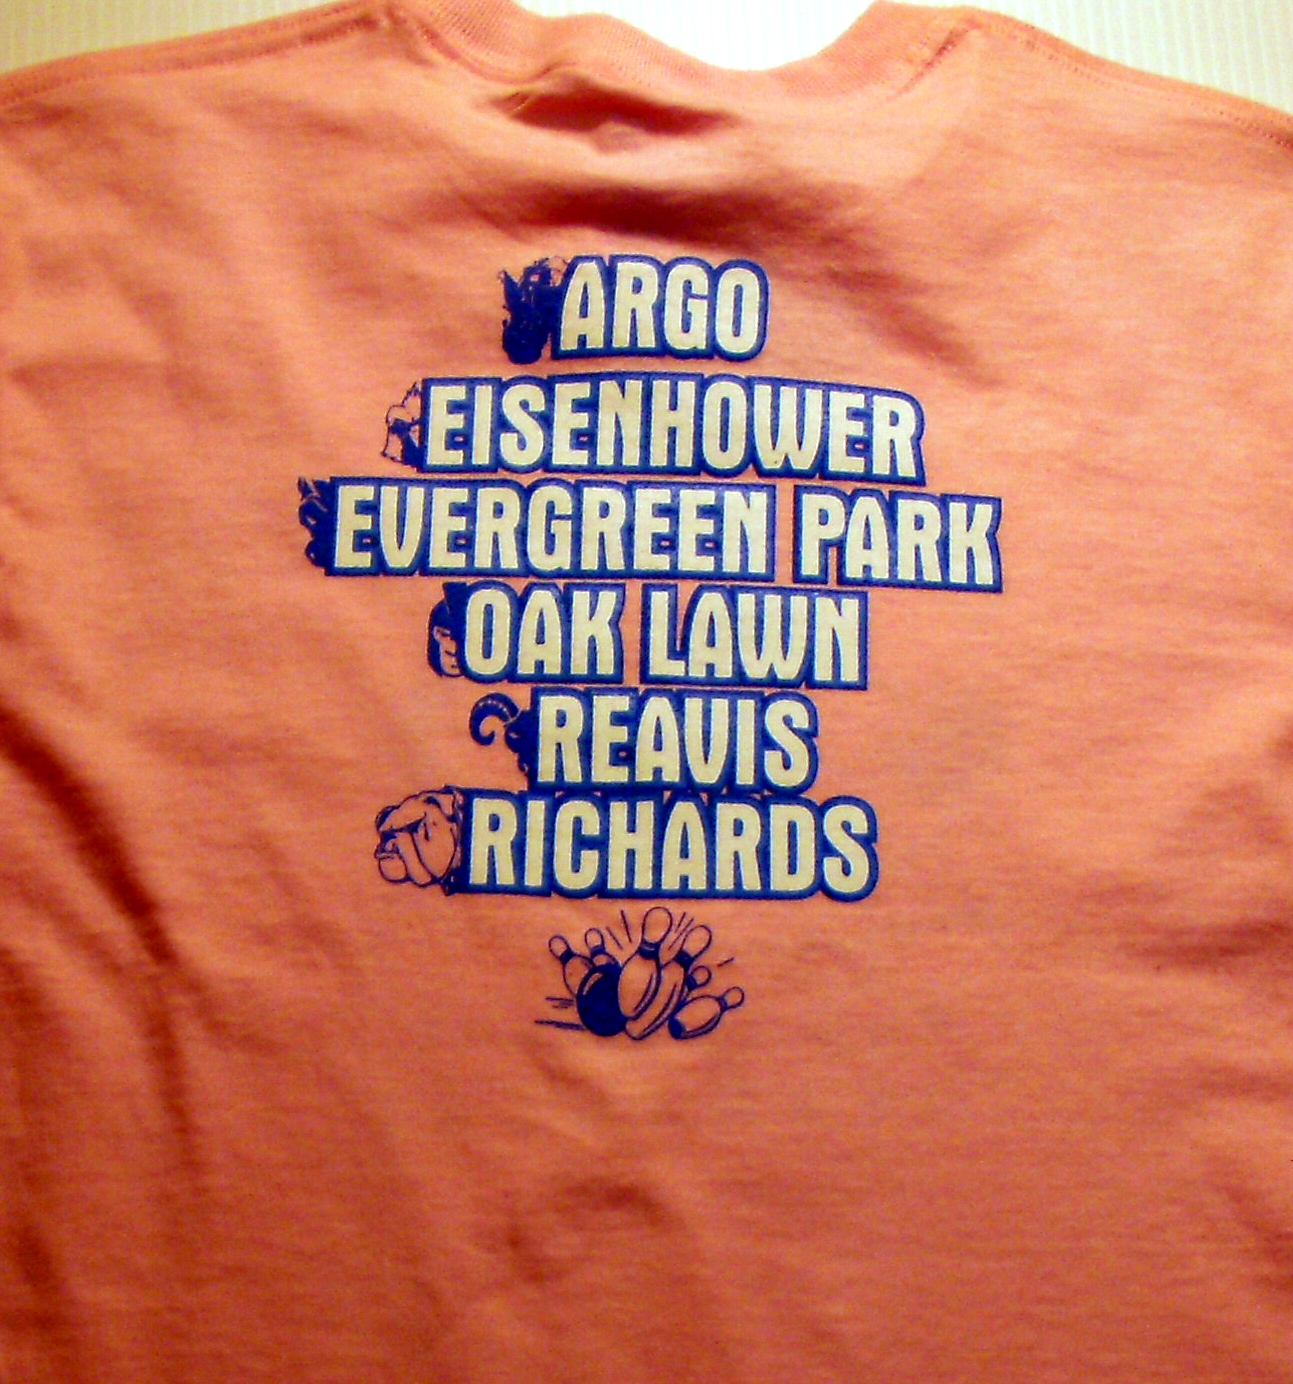 ARGO
EISENHOWER
EVERGREEN PARK
OAK LAWN
REAVIS
RICHARDS